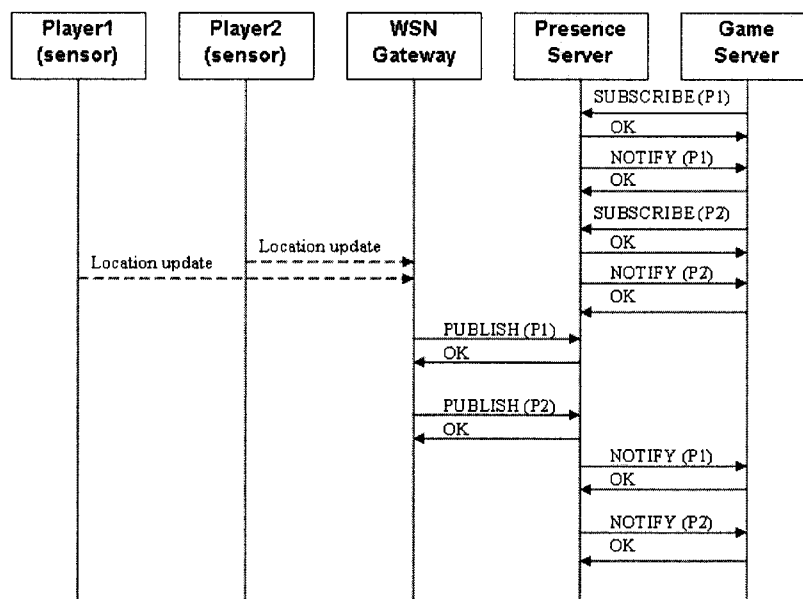 Player1
(sensor)
Player2
(sensor)
WSN
Gateway
Presence
Server
Game
Server
SUBSCRIBE (P1)
OK
NOTIFY (P1)
OK
SUBSCRIBE (P2)
Location update
OK
Location update
NOTIFY (P2)
OK
PUBLISH (P1)
OK
PUBLISH (P2)
OK
NOTIFY (P1)
OK
NOTIFY (P2)
OK